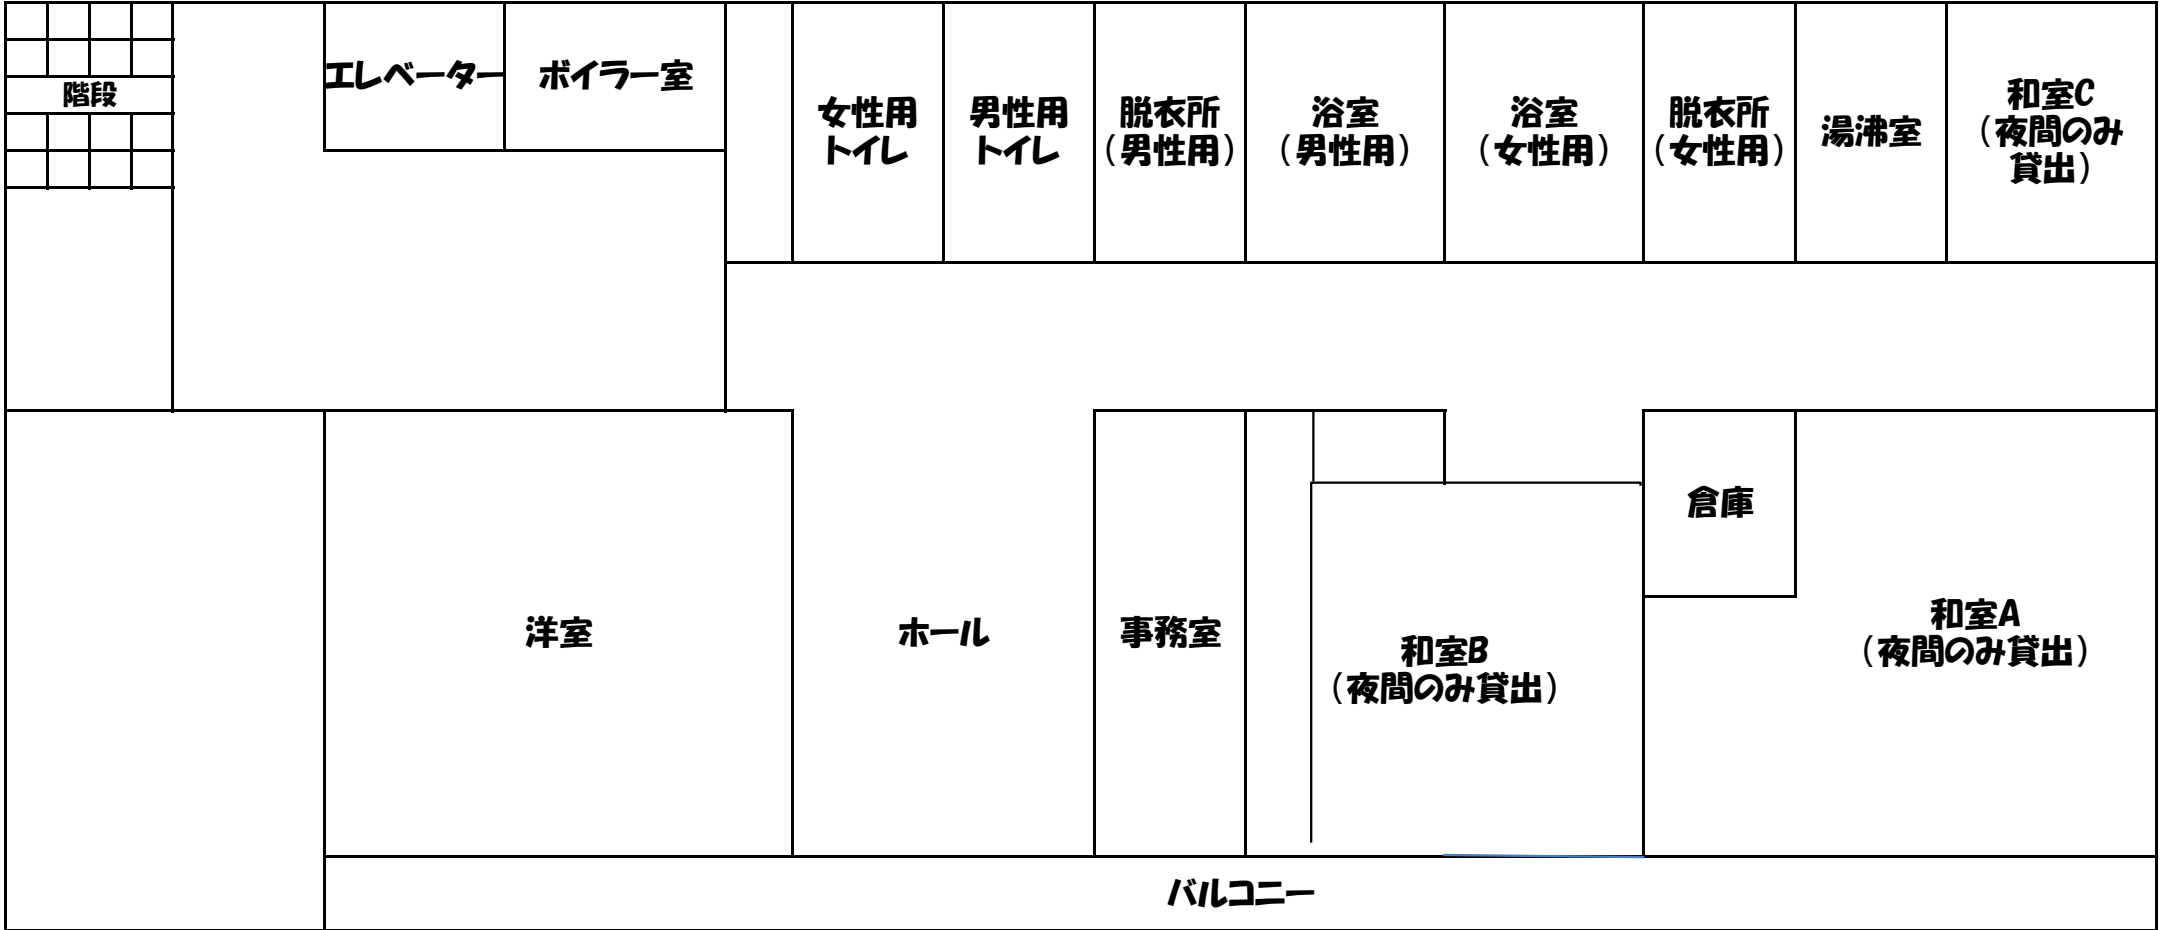 階段
エレベーター
ボイラー室
女性用
トイレ
男性用
トイレ
脱衣所
（男性用）
浴室
（男性用）
浴室
（女性用）
脱衣所
（女性用）
湯沸室
和室C
（夜間のみ
貸出）
洋室
ホール
事務室
和室B
（夜間のみ貸出）
倉庫
和室A
（夜間のみ貸出）
バルコニー